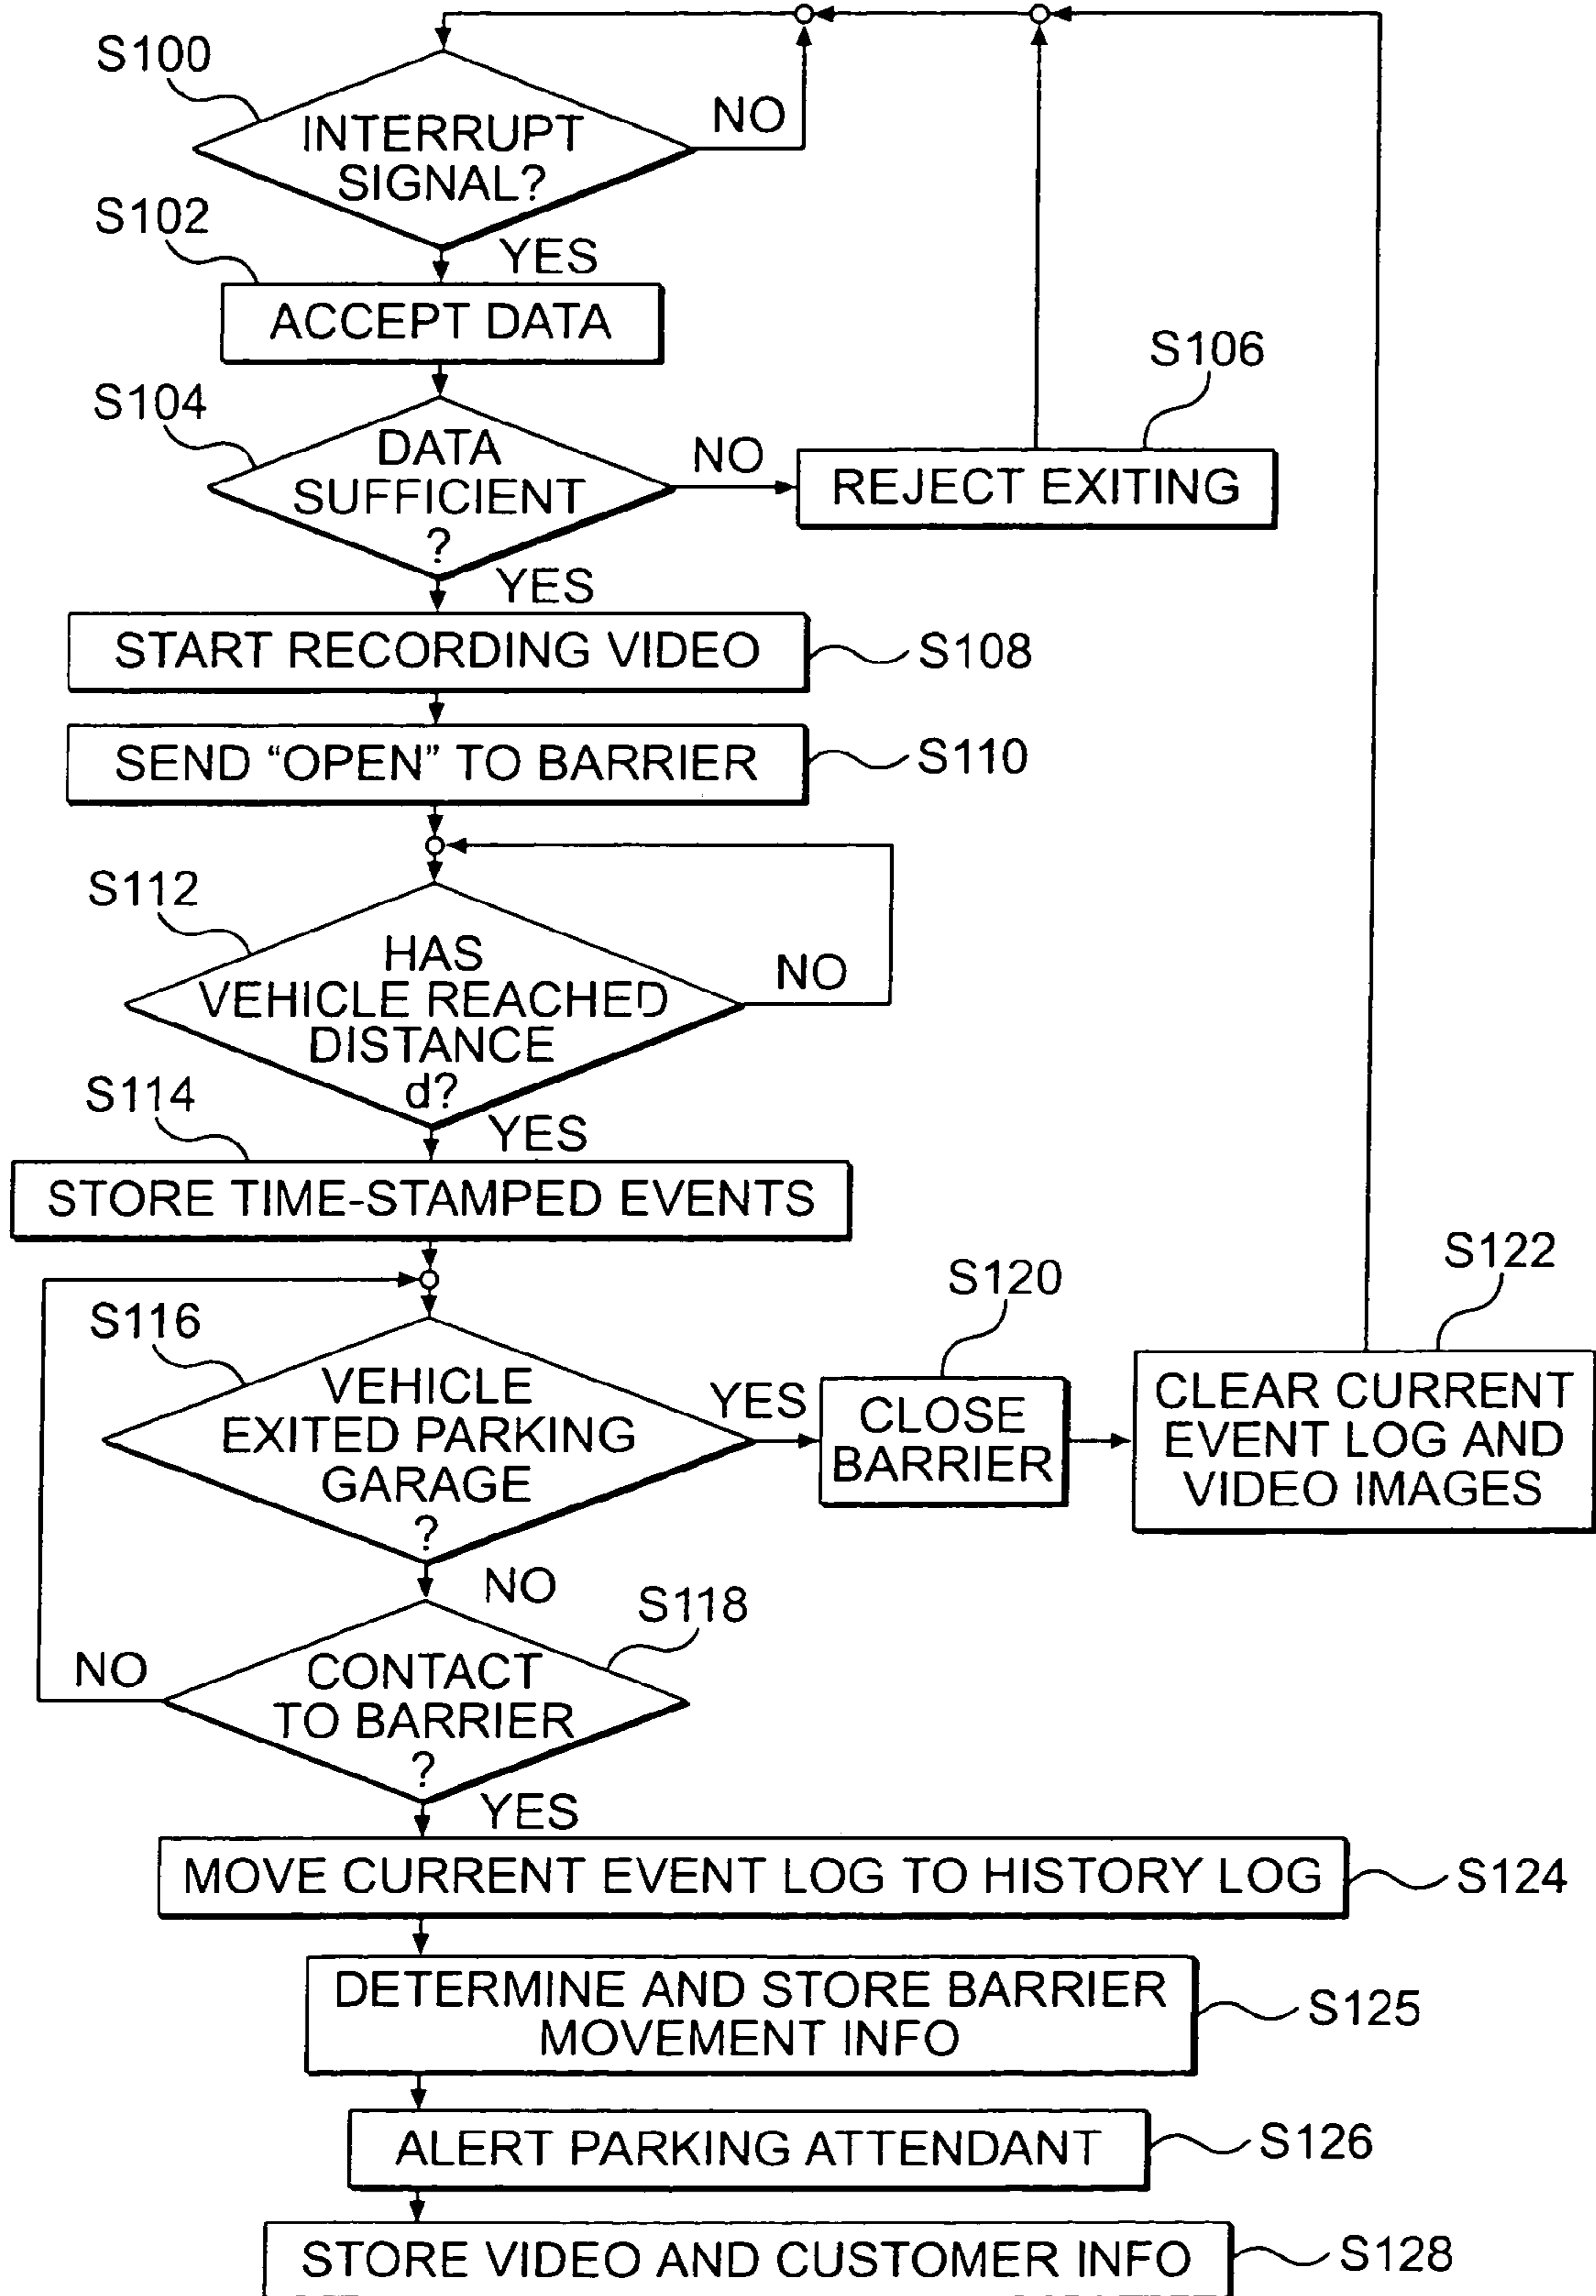 S100
INTERRUPT
SIGNAL?
NO
S102
YES
ACCEPT DATA
S104
DATA
SUFFICIENT
?
NO
S106
REJECT EXITING
YES
START RECORDING VIDEO
S108
SEND “OPEN” TO BARRIER
S110
S112
HAS
VEHICLE REACHED
DISTANCE
d?
NO
S114
YES
STORE TIME-STAMPED EVENTS
S116
VEHICLE
EXITED PARKING
GARAGE
?
YES
S120
CLOSE
BARRIER
S122
CLEAR CURRENT
EVENT LOG AND
VIDEO IMAGES
NO
S118
CONTACT
TO BARRIER
?
NO
YES
MOVE CURRENT EVENT LOG TO HISTORY LOG
S124
DETERMINE AND STORE BARRIER
MOVEMENT INFO
S125
ALERT PARKING ATTENDANT
S126
STORE VIDEO AND CUSTOMER INFO
S128